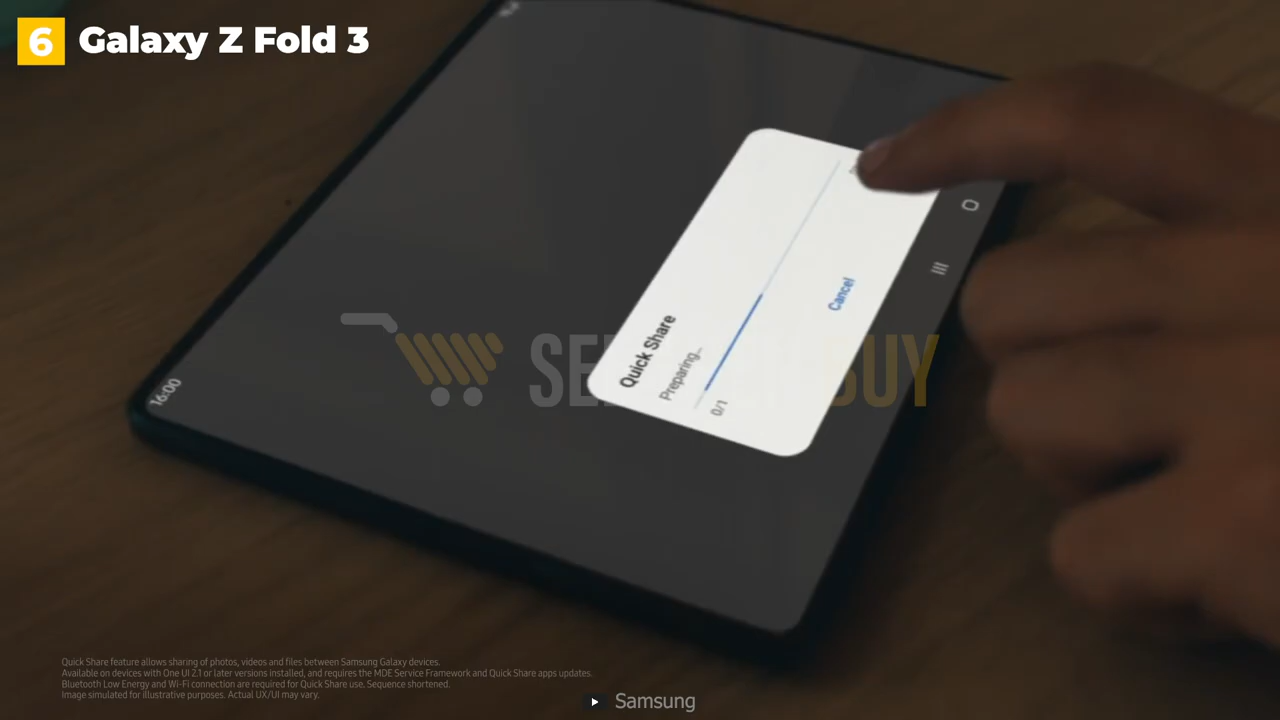 6 Galaxy Z Fold 3
16:00
Quick Share
Preparing...
0/1
Cancel
BUY
Quick Share feature allows sharing of photos, videos and files between Samsung Galaxy devices.
Available on devices with One UI 2.1 or later versions installed, and requires the MDE Service Framework and Quick Share apps updates.
Bluetooth Low Energy and Wi-Fi connection are required for Quick Share use. Sequence shortened.
Image simulated for illustrative purposes. Actual UX/UI may vary.
Samsung